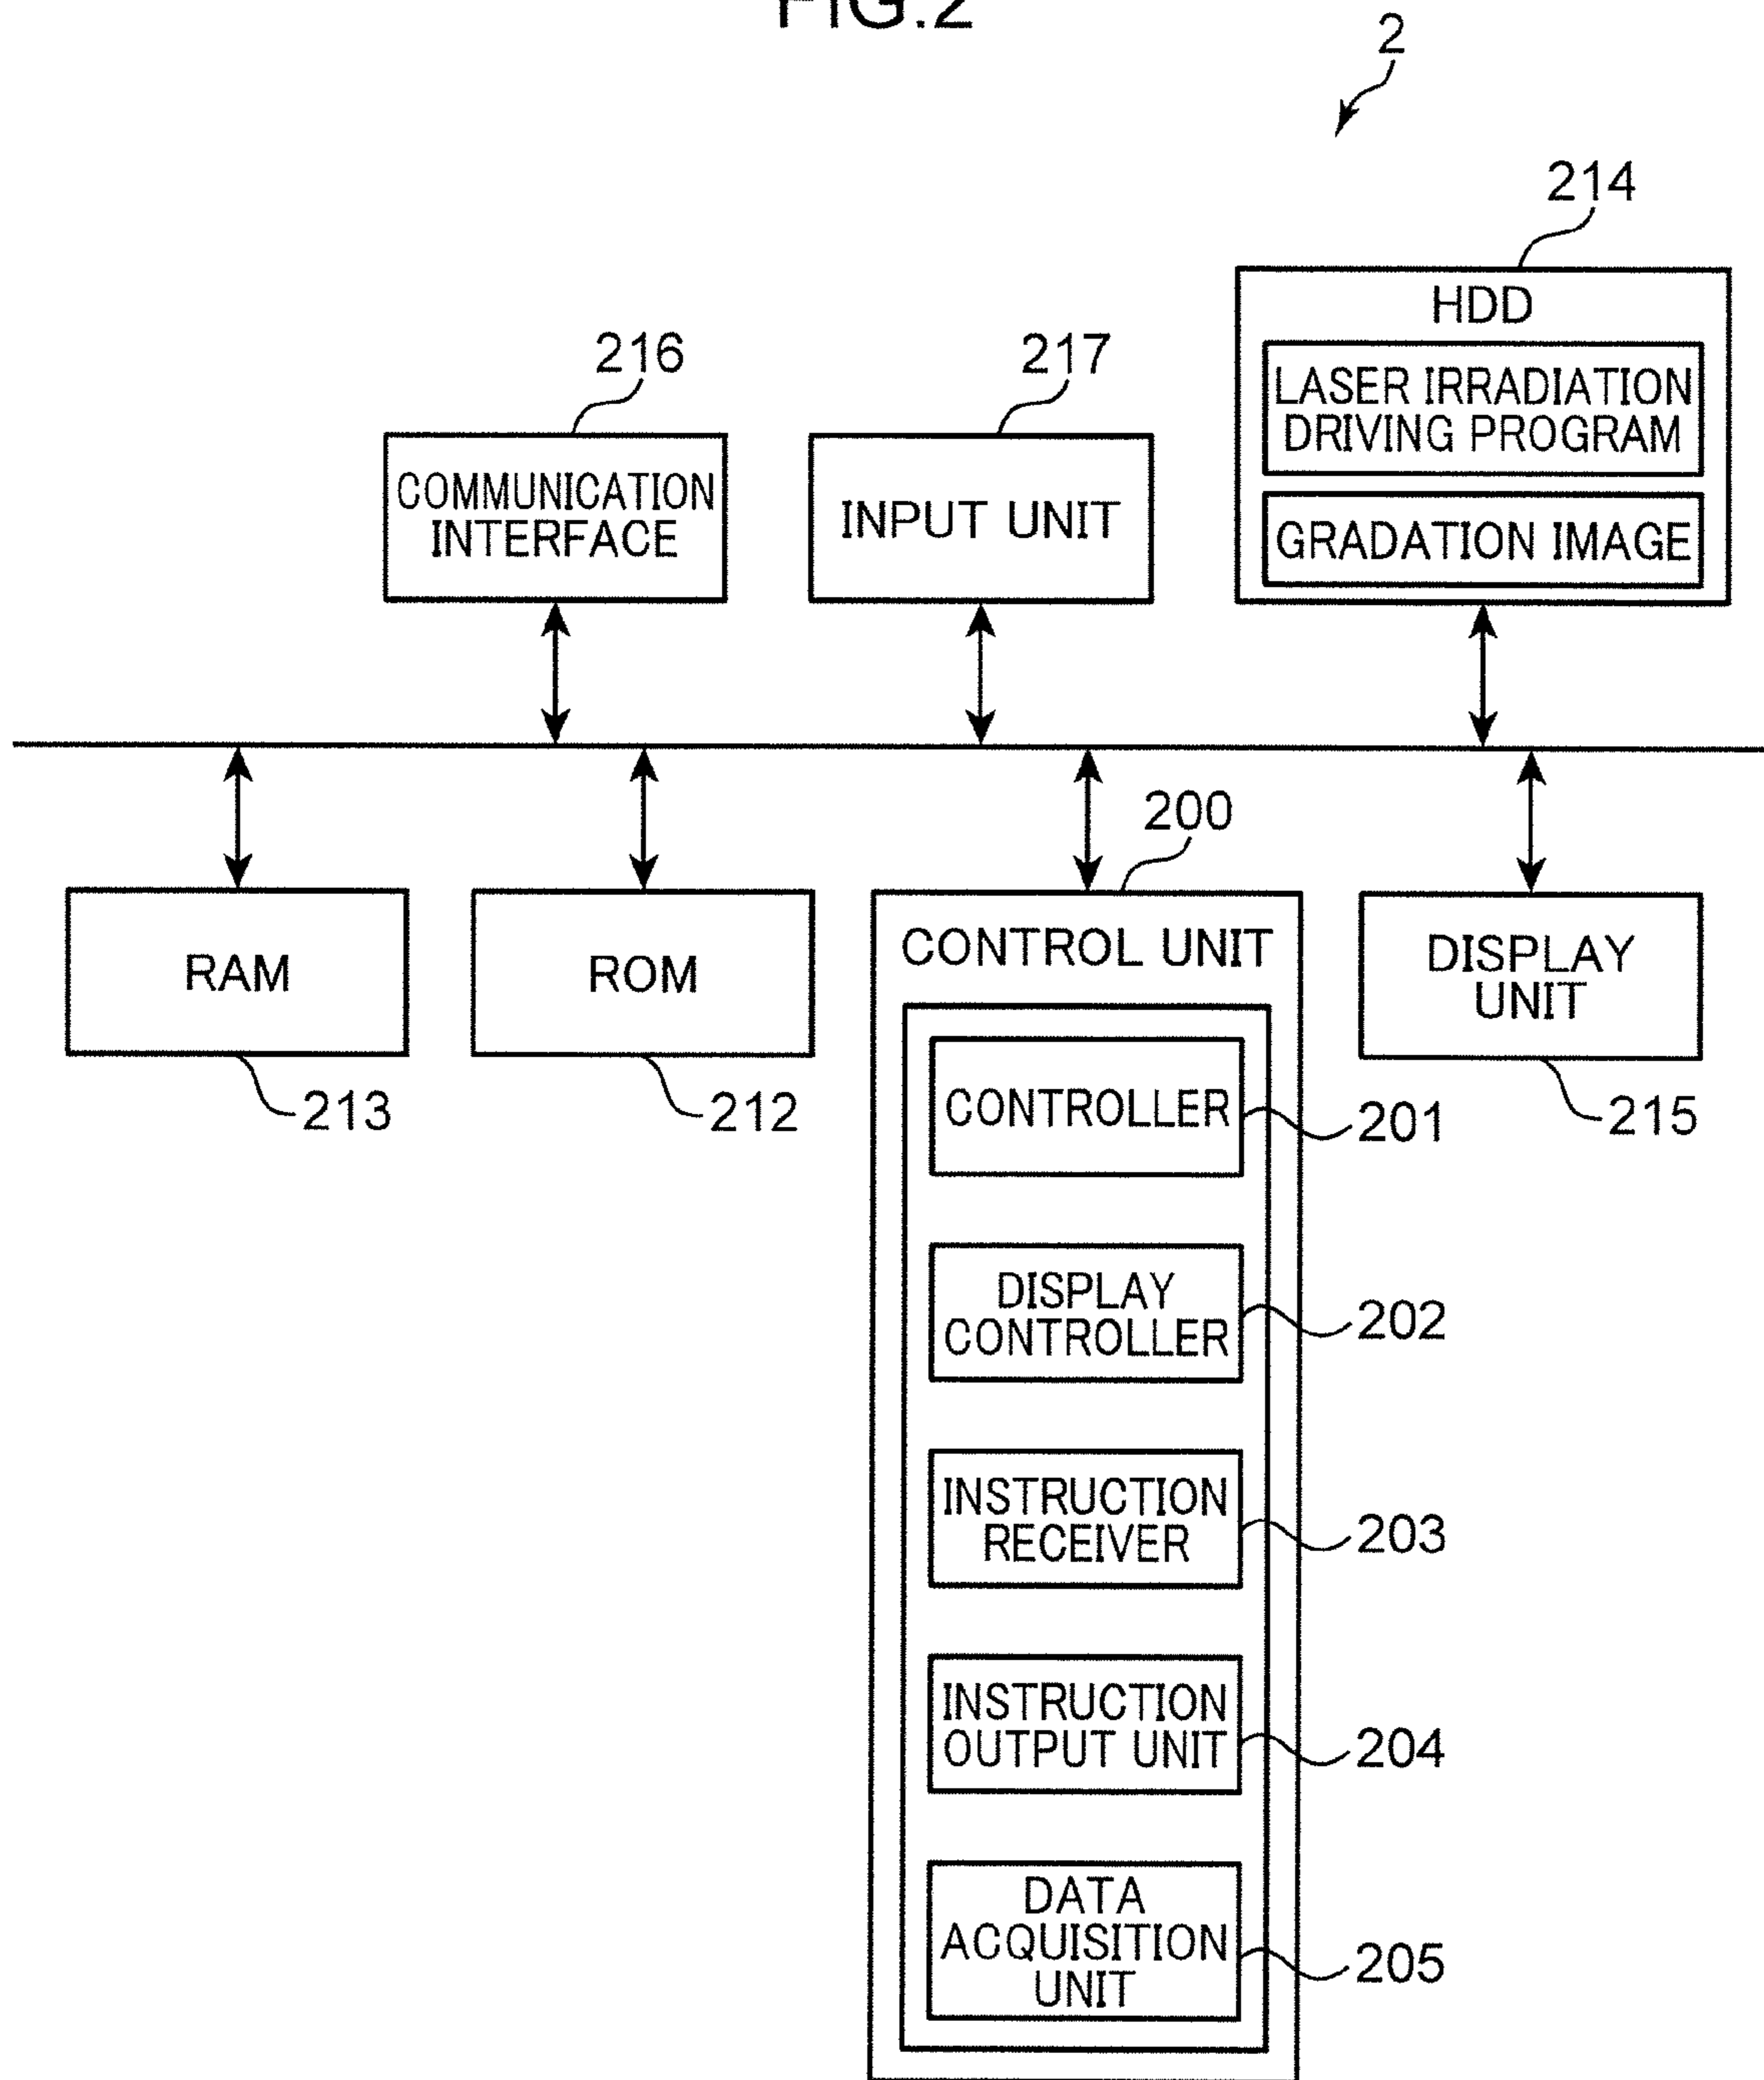 FIG.2
2
214
HDD
LASER IRRADIATION
DRIVING PROGRAM
GRADATION IMAGE
216
217
COMMUNICATION
INTERFACE
INPUT UNIT
200
RAM
ROM
CONTROL UNIT
DISPLAY
UNIT
213
212
215
CONTROLLER
201
DISPLAY
CONTROLLER
202
INSTRUCTION
RECEIVER
203
INSTRUCTION
OUTPUT UNIT
204
DATA
ACQUISITION
UNIT
205